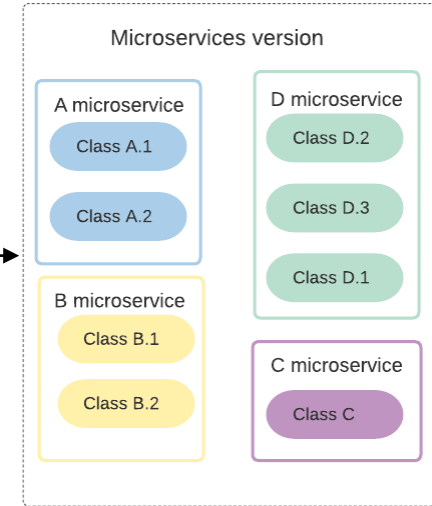 Microservices version
A microservice
Class A.1
Class A.2
B microservice
Class B.1
Class B.2
D microservice
Class D.2
Class D.3
Class D.1
C microservice
Class C